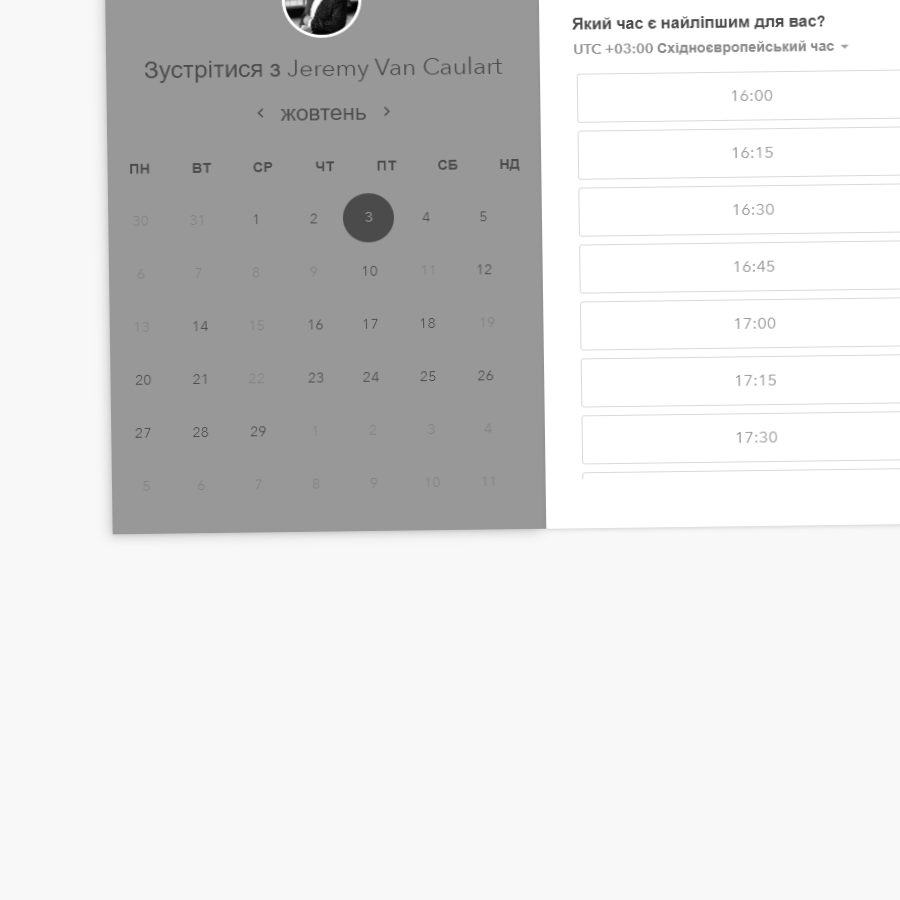 Зустрітися з Jeremy Van Caulart
‹ жовтень ›
ПН ВТ СР ЧТ ПТ СБ НД
30 31 1 2 3 4 5
6 7 8 9 10 11 12
13 14 15 16 17 18 19
20 21 22 23 24 25 26
27 28 29 1 2 3 4
5 6 7 8 9 10 11
Який час є найліпшим для вас?
UTC +03:00 Східноєвропейський час
16:00
16:15
16:30
16:45
17:00
17:15
17:30